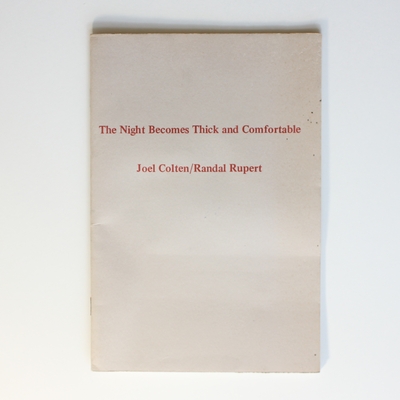 The Night Becomes Thick and Comfortable
Joel Colten/Randal Rupert